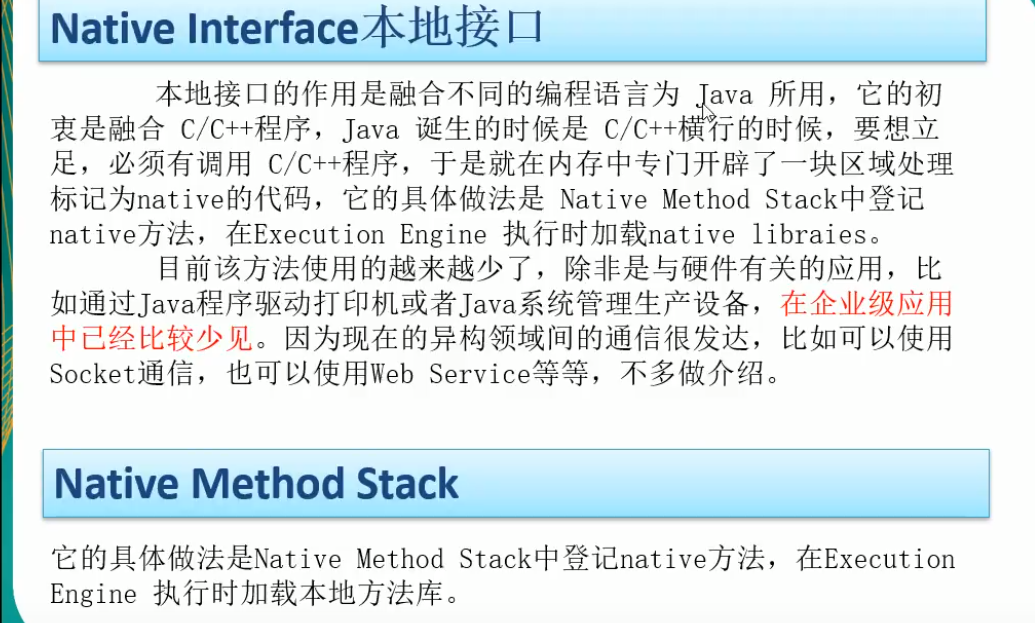 Native Interface本地接口
本地接口的作用是融合不同的编程语言为 Java 所用，它的初
衷是融合 C/C++程序，Java 诞生的时候是 C/C++横行的时候，要想立
足，必须有调用 C/C++程序，于是就在内存中专门开辟了一块区域处理
标记为native的代码，它的具体做法是 Native Method Stack中登记
native方法，在Execution Engine 执行时加载native libraies。
目前该方法使用的越来越少了，除非是与硬件有关的应用，比
如通过Java程序驱动打印机或者Java系统管理生产设备，在企业级应用
中已经比较少见。因为现在的异构领域间的通信很发达，比如可以使用
Socket通信，也可以使用Web Service等等，不多做介绍。
Native Method Stack
它的具体做法是Native Method Stack中登记native方法，在Execution
Engine 执行时加载本地方法库。